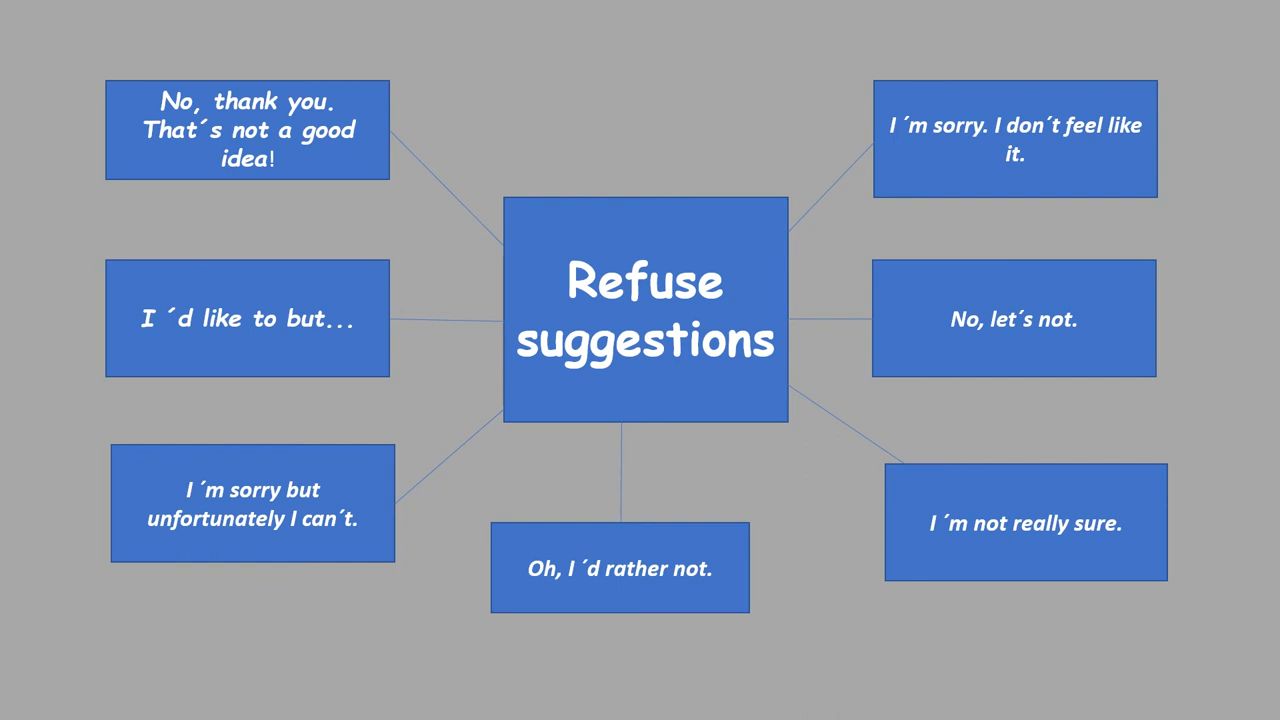 No, thank you.
That´s not a good
idea!
I ´m sorry. I don´t feel like
it.
Refuse
suggestions
I ´d like to but...
No, let´s not.
I ´m sorry but
unfortunately I can´t.
Oh, I ´d rather not.
I ´m not really sure.